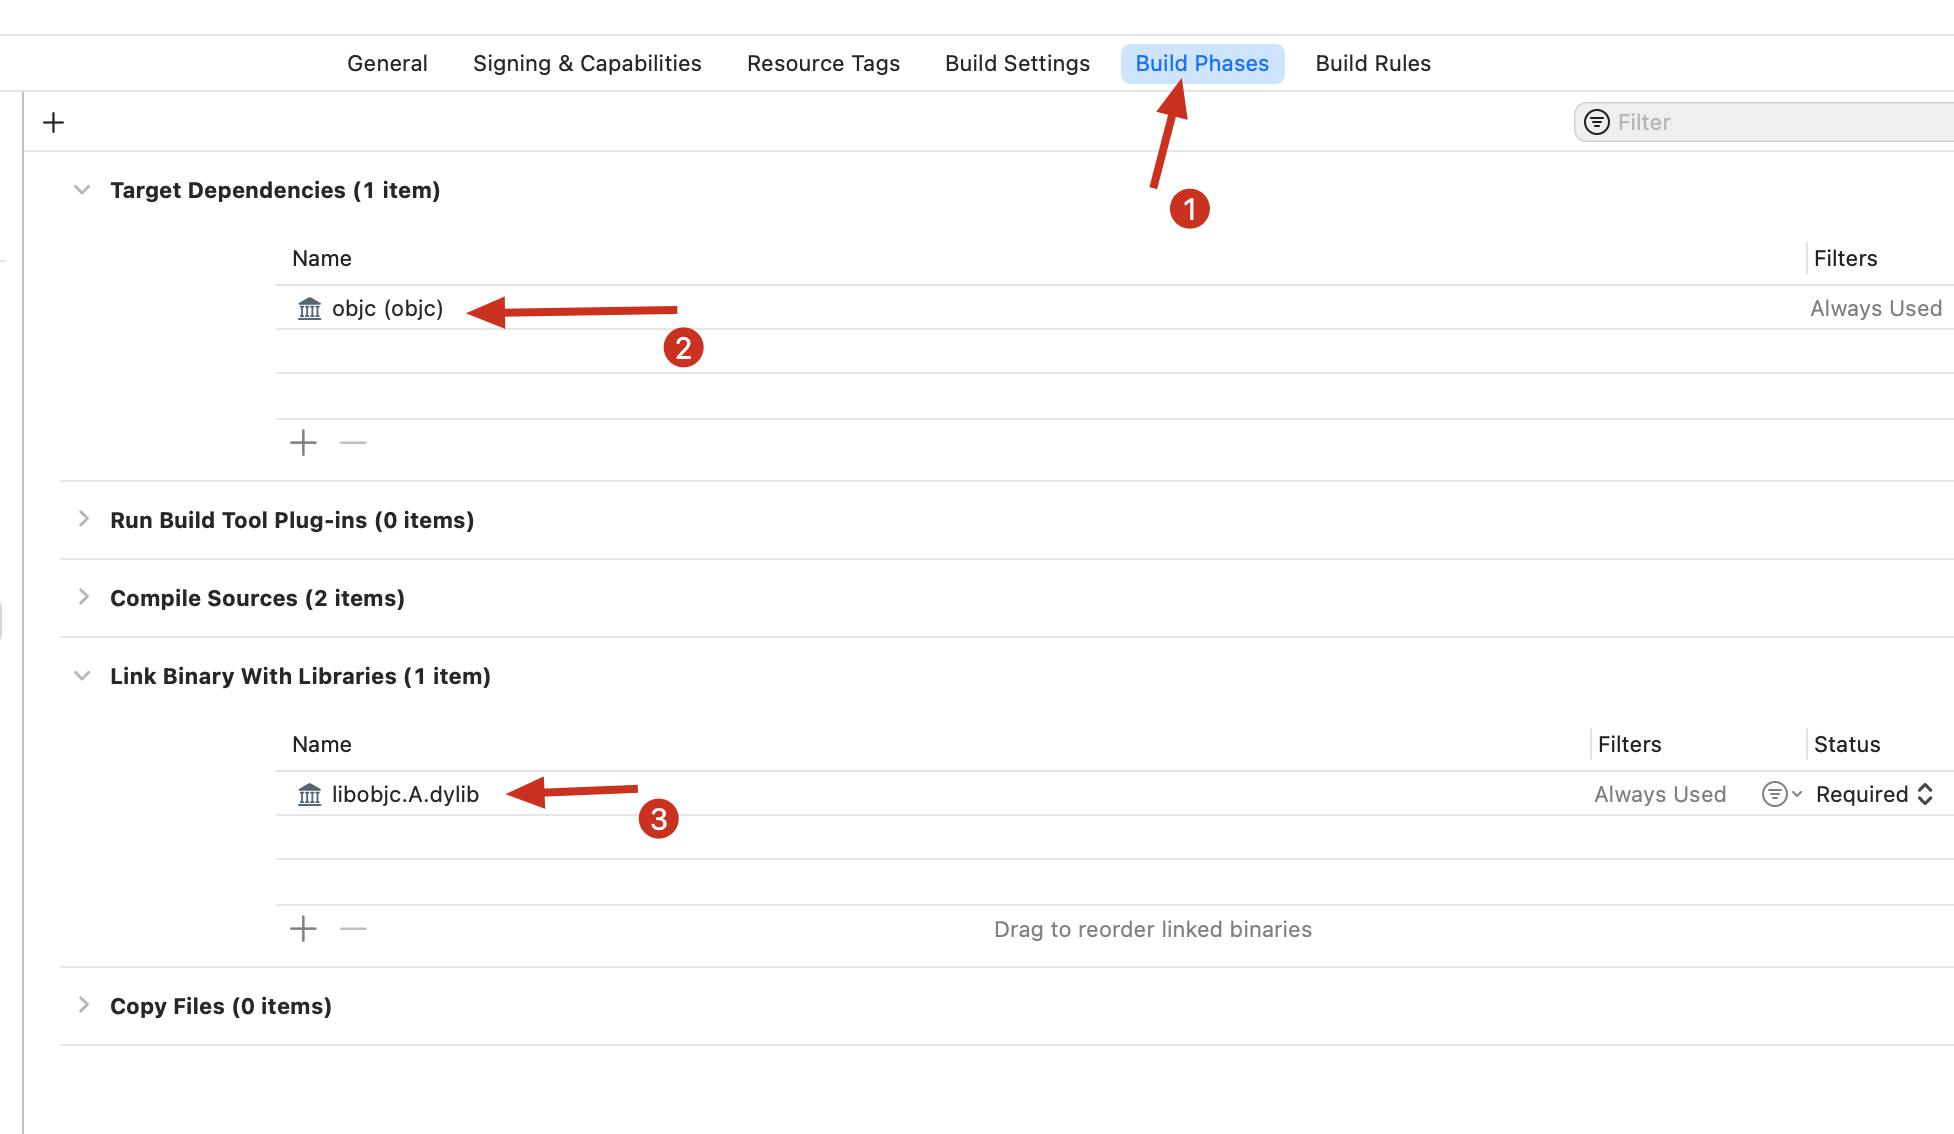 General Signing & Capabilities Resource Tags Build Settings Build Phases Build Rules
Filter
1
Target Dependencies (1 item)
Name Filters
objc (objc) Always Used
2
Run Build Tool Plug-ins (0 items)
Compile Sources (2 items)
Link Binary With Libraries (1 item)
Name Filters Status
libobjc.A.dylib Always Used Required
3
Drag to reorder linked binaries
Copy Files (0 items)